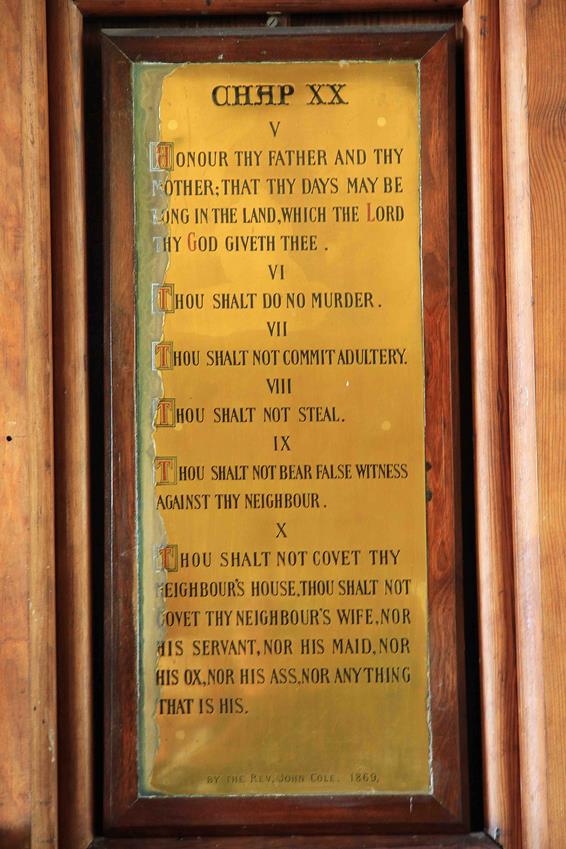 CHAP XX
V
HONOUR THY FATHER AND THY
MOTHER; THAT THY DAYS MAY BE
LONG IN THE LAND, WHICH THE LORD
THY GOD GIVETH THEE .
VI
THOU SHALT DO NO MURDER .
VII
THOU SHALT NOT COMMIT ADULTERY.
VIII
THOU SHALT NOT STEAL.
IX
THOU SHALT NOT BEAR FALSE WITNESS
AGAINST THY NEIGHBOUR .
X
THOU SHALT NOT COVET THY
NEIGHBOUR'S HOUSE, THOU SHALT NOT
COVET THY NEIGHBOUR'S WIFE, NOR
HIS SERVANT, NOR HIS MAID, NOR
HIS OX, NOR HIS ASS, NOR ANYTHING
THAT IS HIS.
BY THE REV. JOHN COLE. 1869,